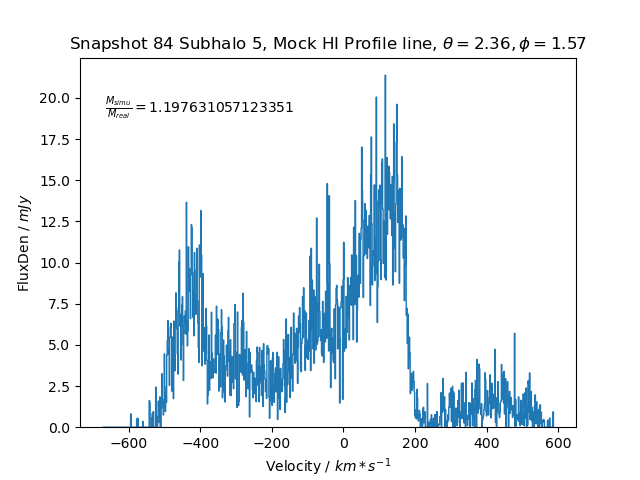 Snapshot 84 Subhalo 5, Mock HI Profile line, θ = 2.36, ϕ = 1.57
M_simu/M_real = 1.197631057123351
20.0
17.5
15.0
12.5
10.0
7.5
5.0
2.5
0.0
FluxDen / mJy
−600 −400 −200 0 200 400 600
Velocity / km * s⁻¹